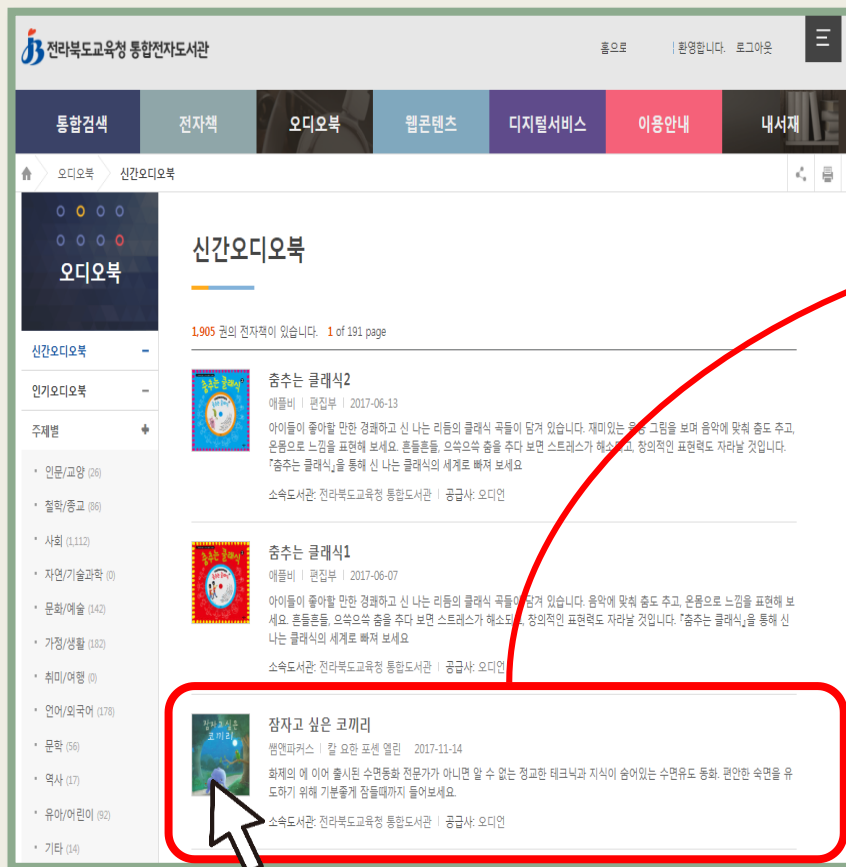 전라북도교육청 통합전자도서관
홈으로 환영합니다. 로그아웃
통합검색 전자책 오디오북 웹콘텐츠 디지털서비스 이용안내 내서재
오디오북 신간오디오북
오디오북
신간오디오북
인기오디오북
주제별
인문/교양 (26)
철학/종교 (86)
사회 (1,112)
자연/기술과학 (0)
문화/예술 (142)
가정/생활 (182)
취미/여행 (0)
언어/외국어 (178)
문학 (56)
역사 (17)
유아/어린이 (92)
기타 (14)
신간오디오북
1,905 권의 전자책이 있습니다. 1 of 191 page
춤추는 클래식2
춤추는 클래식2
애플비 | 편집부 | 2017-06-13
아이들이 좋아할 만한 경쾌하고 신 나는 리듬의 클래식 곡들이 담겨 있습니다. 재미있는 그림을 보며 음악에 맞춰 춤도 추고,
온몸으로 느낌을 표현해 보세요. 흔들흔들, 으쓱으쓱 춤을 추다 보면 스트레스가 해소되고, 창의적인 표현력도 자라날 것입니다.
『춤추는 클래식』을 통해 신 나는 클래식의 세계로 빠져 보세요
소속도서관: 전라북도교육청 통합도서관 | 공급사: 오디언
춤추는 클래식
춤추는 클래식1
애플비 | 편집부 | 2017-06-07
아이들이 좋아할 만한 경쾌하고 신 나는 리듬의 클래식 곡들이 담겨 있습니다. 음악에 맞춰 춤도 추고, 온몸으로 느낌을 표현해 보
세요. 흔들흔들, 으쓱으쓱 춤을 추다 보면 스트레스가 해소되고, 창의적인 표현력도 자라날 것입니다. 『춤추는 클래식』을 통해 신
나는 클래식의 세계로 빠져 보세요
소속도서관: 전라북도교육청 통합도서관 | 공급사: 오디언
잠자고 싶은
코끼리
잠자고 싶은 코끼리
쌤앤파커스 | 칼 요한 포셴 엘린 2017-11-14
화제의 에 이어 출시된 수면동화 전문가가 아니면 알 수 없는 정교한 테크닉과 지식이 숨어있는 수면유도 동화. 편안한 숙면을 유
도하기 위해 기분좋게 잠들때까지 들어보세요.
소속도서관: 전라북도교육청 통합도서관 | 공급사: 오디언